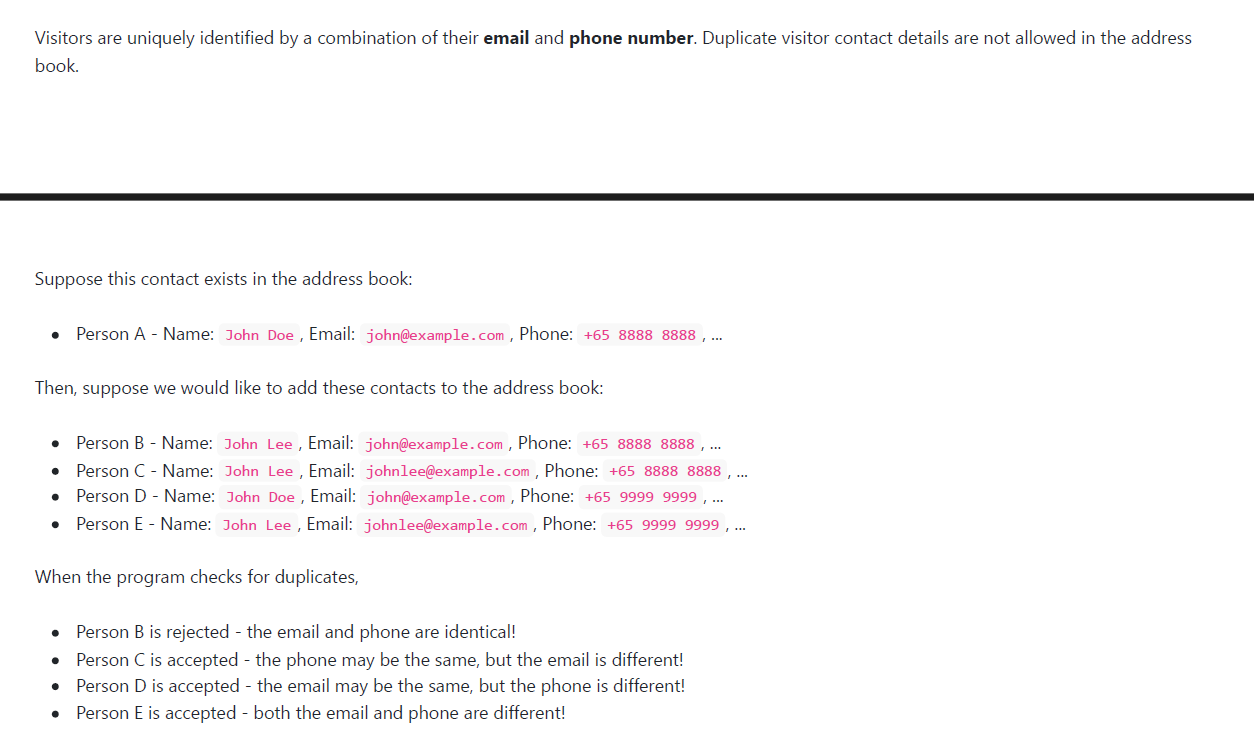 Visitors are uniquely identified by a combination of their email and phone number. Duplicate visitor contact details are not allowed in the address
book.
Suppose this contact exists in the address book:
• Person A - Name: John Doe , Email: john@example.com , Phone: +65 8888 8888 , ...
Then, suppose we would like to add these contacts to the address book:
• Person B - Name: John Lee , Email: john@example.com , Phone: +65 8888 8888 , ...
• Person C - Name: John Lee , Email: johnlee@example.com , Phone: +65 8888 8888 , ...
• Person D - Name: John Doe , Email: john@example.com , Phone: +65 9999 9999 , ...
• Person E - Name: John Lee , Email: johnlee@example.com , Phone: +65 9999 9999 , ...
When the program checks for duplicates,
• Person B is rejected - the email and phone are identical!
• Person C is accepted - the phone may be the same, but the email is different!
• Person D is accepted - the email may be the same, but the phone is different!
• Person E is accepted - both the email and phone are different!